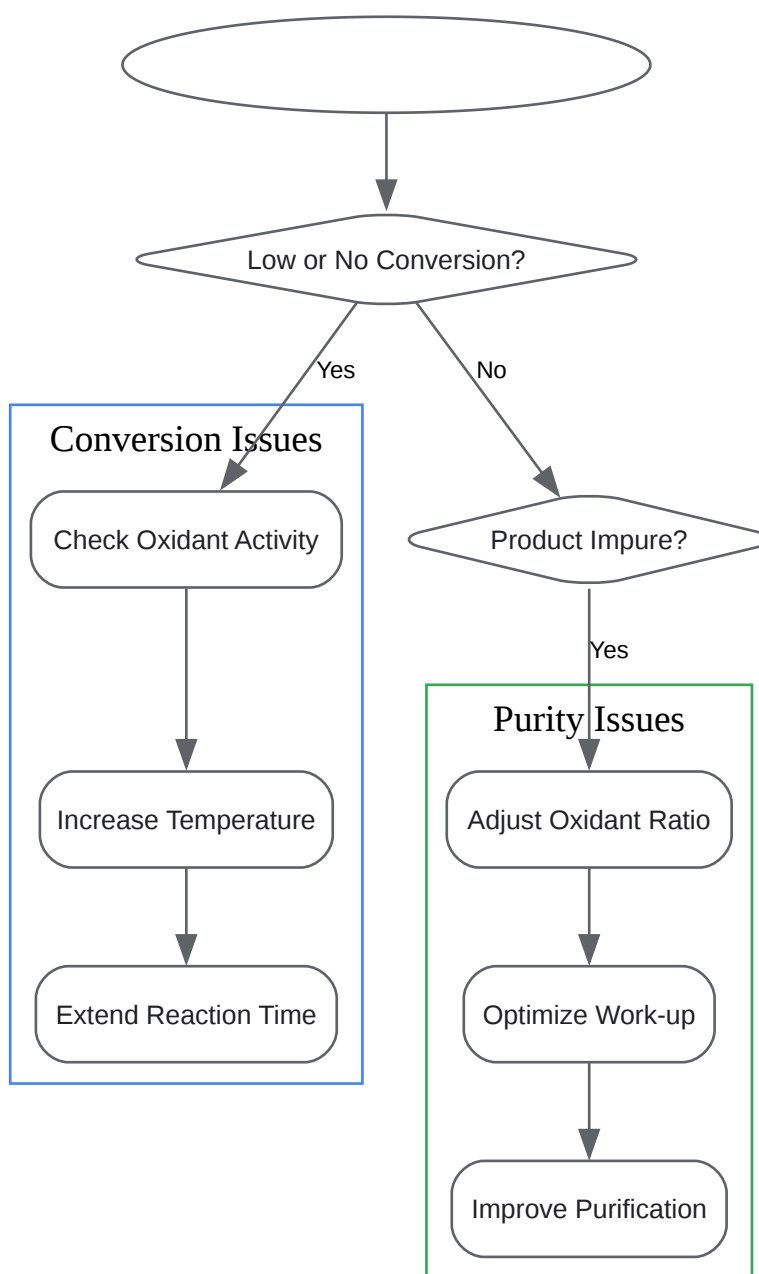 Low or No Conversion?
Yes
No
Conversion Issues
Check Oxidant Activity
Product Impure?
Yes
Purity Issues
Increase Temperature
Adjust Oxidant Ratio
Extend Reaction Time
Optimize Work-up
Improve Purification